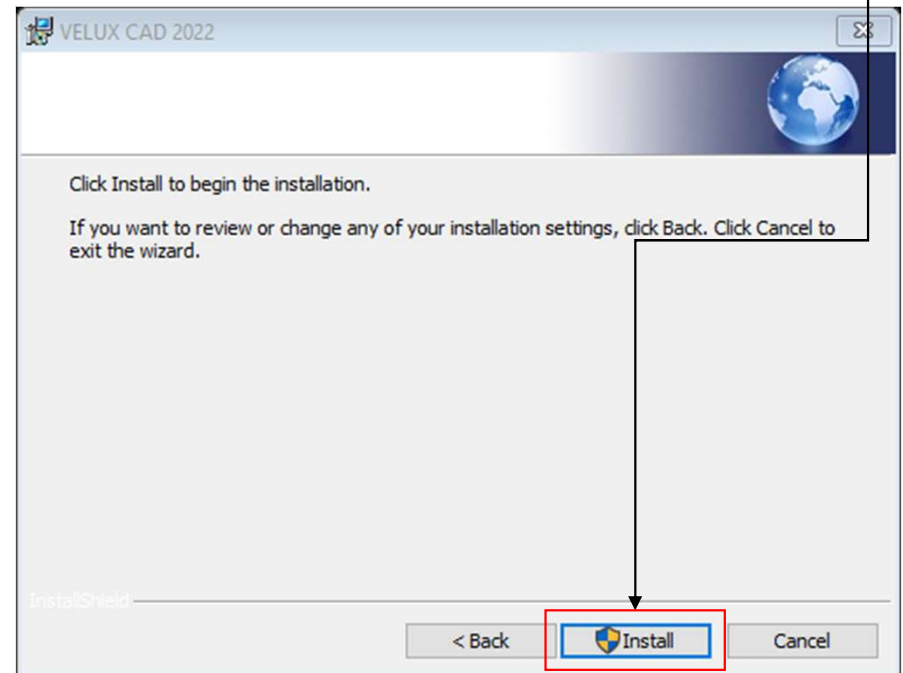 VELUX CAD 2022
Click Install to begin the installation.
If you want to review or change any of your installation settings, click Back. Click Cancel to
exit the wizard.
InstallShield
< Back
Install
Cancel